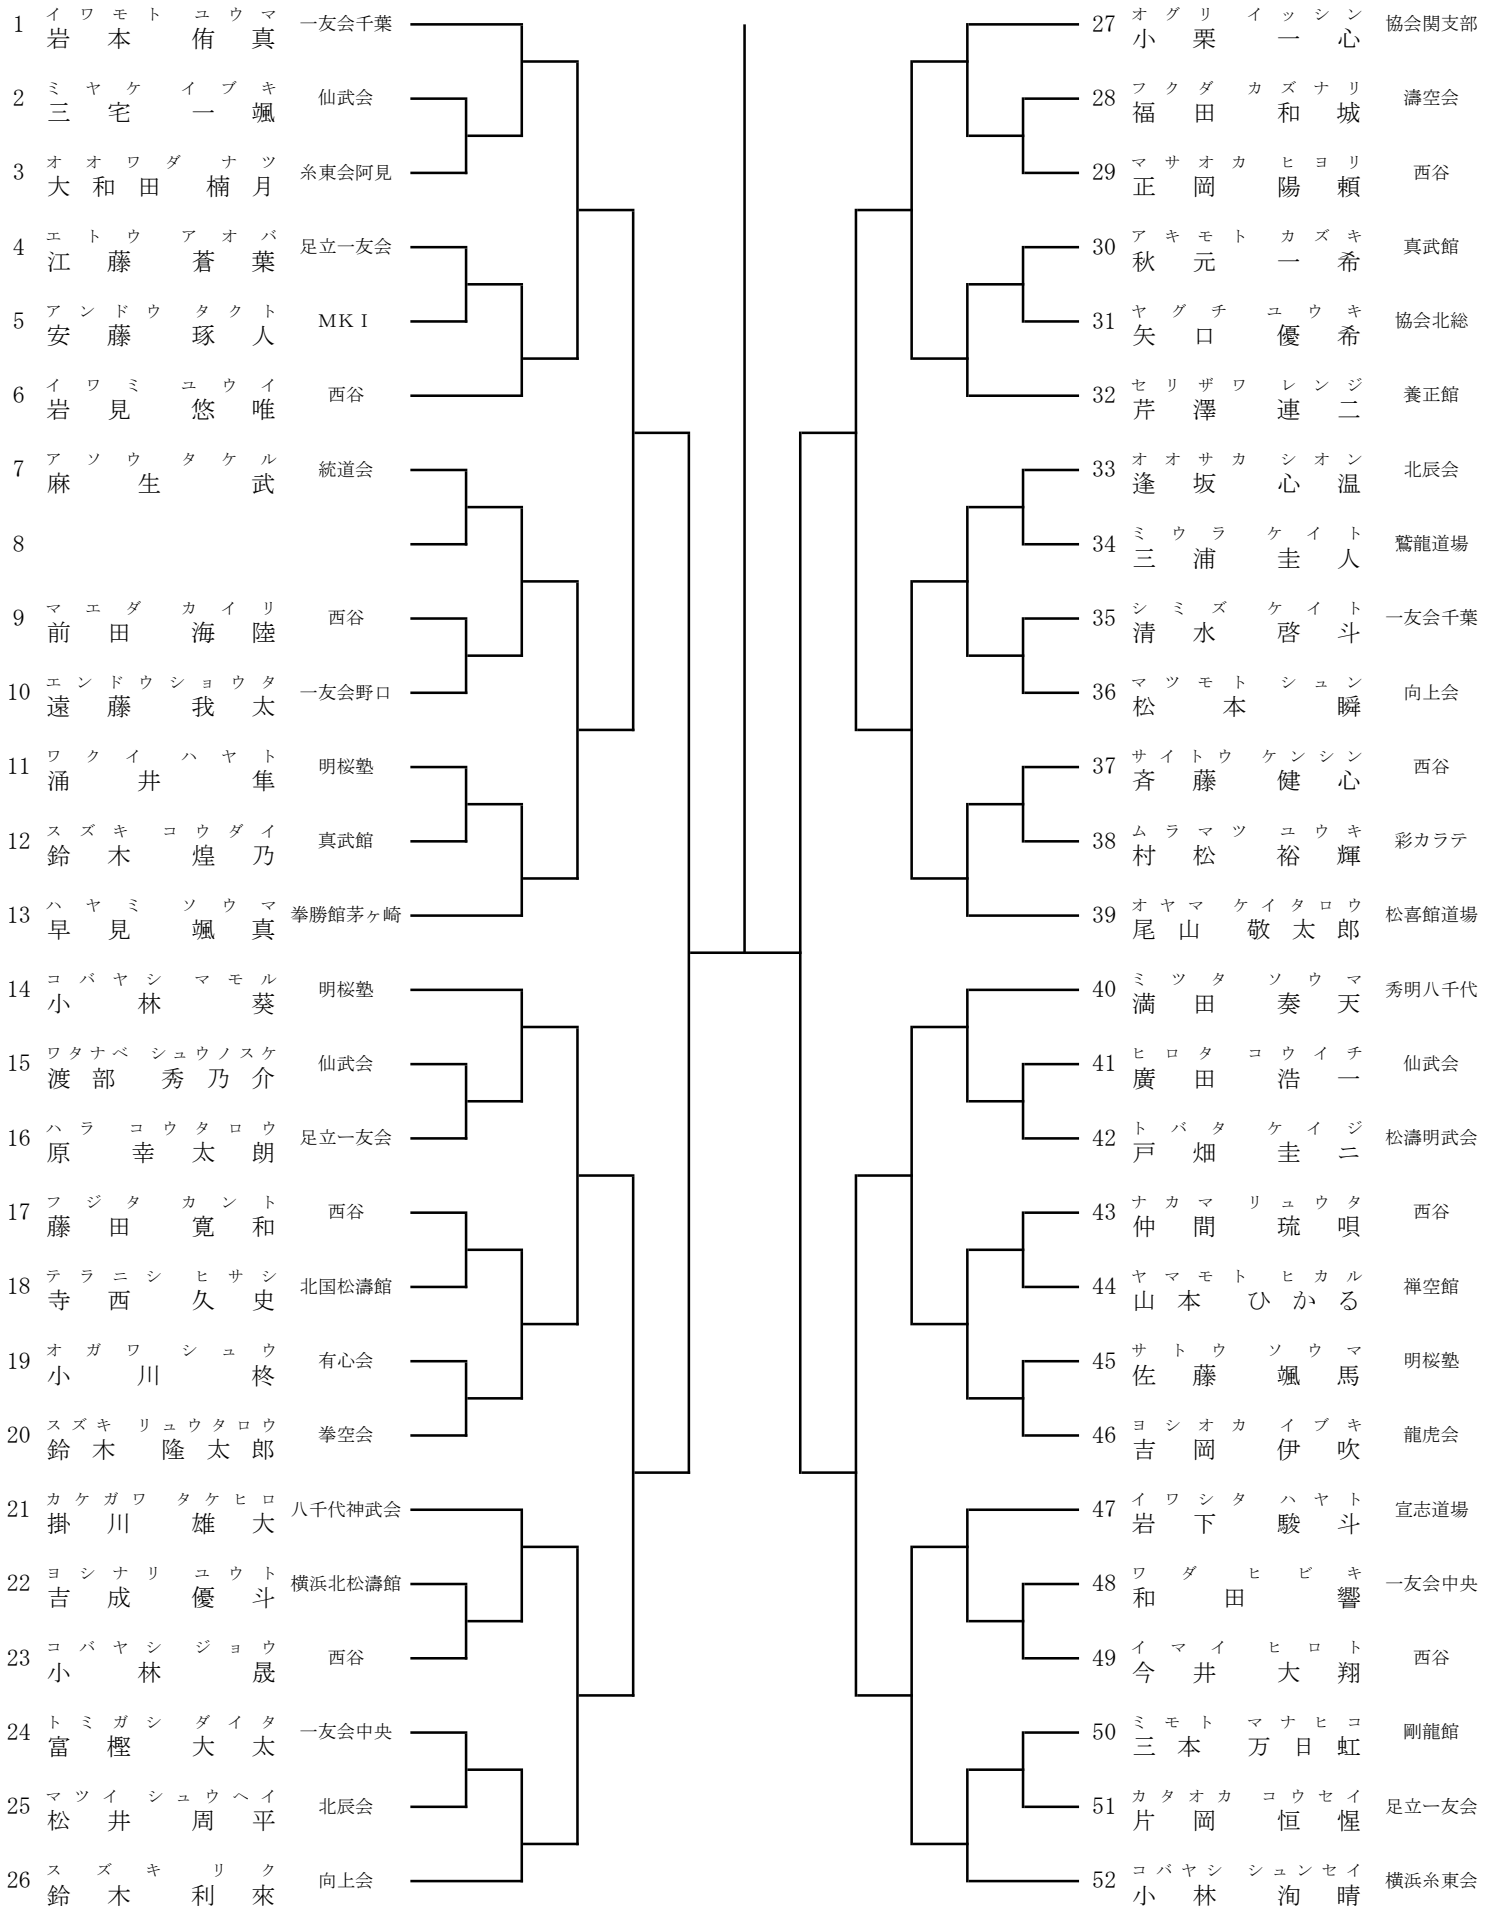 イワモト ユウマ
1 岩本 侑真 一友会千葉
ミヤケ イブキ
2 三宅 一颯 仙武会
オオワダ ナツ
3 大和田 楠月 糸東会阿見
エトウ アオバ
4 江藤 蒼葉 足立一友会
アンドウ タクト
5 安藤 琢人 MKI
イワミ ユウイ
6 岩見 悠唯 西谷
アソウ タケル
7 麻生 武 統道会
8
マエダ カイリ
9 前田 海陸 西谷
エンドウショウタ
10 遠藤 我太 一友会野口
ワクイ ハヤト
11 涌井 隼 明桜塾
スズキ コウダイ
12 鈴木 煌乃 真武館
ハヤミ ソウマ
13 早見 颯真 拳勝館茅ヶ崎
コバヤシ マモル
14 小林 葵 明桜塾
ワタナベ シュウノスケ
15 渡部 秀乃介 仙武会
ハラ コウタロウ
16 原 幸太朗 足立一友会
フジタ カント
17 藤田 寛和 西谷
テラニシ ヒサシ
18 寺西 久史 北国松濤館
オガワ シュウ
19 小川 柊 有心会
スズキ リュウタロウ
20 鈴木 隆太郎 拳空会
カケガワ タケヒロ
21 掛川 雄大 八千代神武会
ヨシナリ ユウト
22 吉成 優斗 横浜北松濤館
コバヤシ ジョウ
23 小林 晟 西谷
トミガシ ダイタ
24 富樫 大太 一友会中央
マツイ シュウヘイ
25 松井 周平 北辰会
スズキ リク
26 鈴木 利來 向上会
オグリ イッシン
27 小栗 一心 協会関支部
フクダ カズナリ
28 福田 和城 濤空会
マサオカ ヒヨリ
29 正岡 陽頼 西谷
アキモト カズキ
30 秋元 一希 真武館
ヤグチ ユウキ
31 矢口 優希 協会北総
セリザワ レンジ
32 芹澤 連二 養正館
オオサカ シオン
33 逢坂 心温 北辰会
ミウラ ケイト
34 三浦 圭人 鷲龍道場
シミズ ケイト
35 清水 啓斗 一友会千葉
マツモト シュン
36 松本 瞬 向上会
サイトウ ケンシン
37 斉藤 健心 西谷
ムラマツ ユウキ
38 村松 裕輝 彩カラテ
オヤマ ケイタロウ
39 尾山 敬太郎 松喜館道場
ミツタ ソウマ
40 満田 奏天 秀明八千代
ヒロタ コウイチ
41 廣田 浩一 仙武会
トバタ ケイジ
42 戸畑 圭ニ 松濤明武会
ナカマ リュウタ
43 仲間 琉唄 西谷
ヤマモト ヒカル
44 山本 ひかる 禅空館
サトウ ソウマ
45 佐藤 颯馬 明桜塾
ヨシオカ イブキ
46 吉岡 伊吹 龍虎会
イワシタ ハヤト
47 岩下 駿斗 宣志道場
ワダ ヒビキ
48 和田 響 一友会中央
イマイ ヒロト
49 今井 大翔 西谷
ミモト マナヒコ
50 三本 万日虹 剛龍館
カタオカ コウセイ
51 片岡 恒惺 足立一友会
コバヤシ シュンセイ
52 小林 洵晴 横浜糸東会